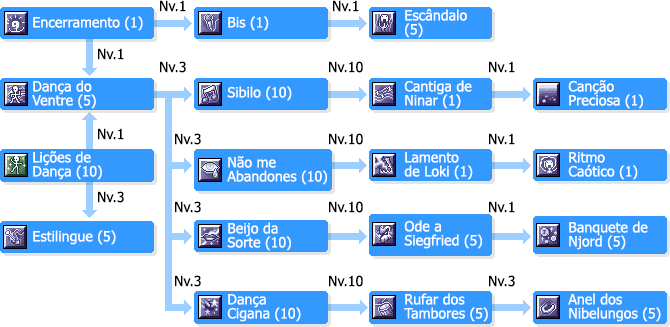 Encerramento (1)
Nv.1
Bis (1)
Nv.1
Escândalo
(5)
Nv.1
Dança do
Ventre (5)
Nv.3
Sibilo (10)
Nv.10
Cantiga de
Ninar (1)
Nv.1
Canção
Preciosa (1)
Nv.1
Lições de
Dança (10)
Nv.3
Não me
Abandones (10)
Nv.10
Lamento
de Loki (1)
Nv.1
Ritmo
Caótico (1)
Nv.3
Estilingue (5)
Nv.3
Beijo da
Sorte (10)
Nv.10
Ode a
Siegfried (5)
Nv.1
Banquete de
Njord (5)
Nv.3
Dança
Cigana (10)
Nv.10
Rufar dos
Tambores (5)
Nv.3
Anel dos
Nibelungos (5)